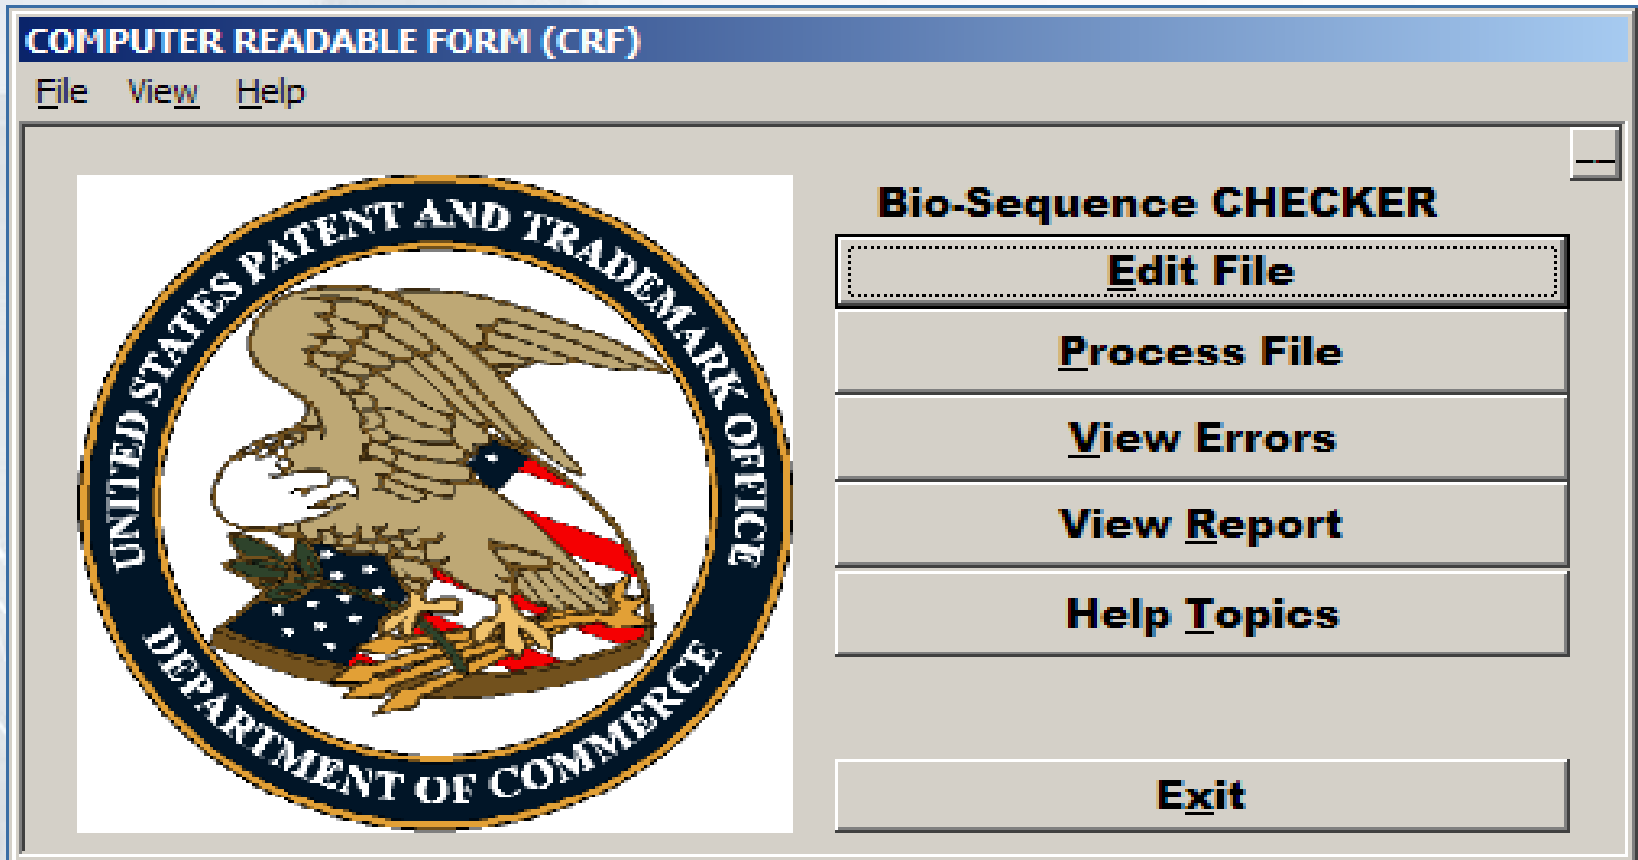 COMPUTER READABLE FORM (CRF)
File View Help
UNITED STATES PATENT AND TRADEMARK OFFICE
DEPARTMENT OF COMMERCE
Bio-Sequence CHECKER
Edit File
Process File
View Errors
View Report
Help Topics
Exit